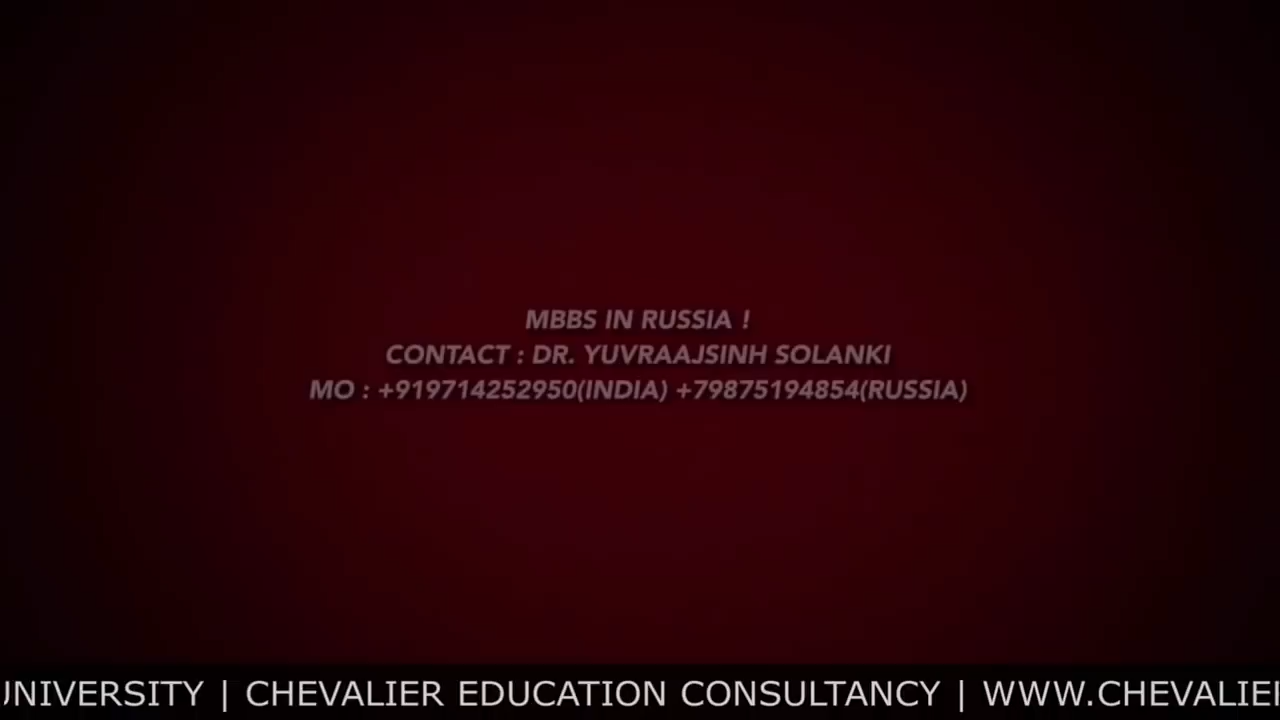 MBBS IN RUSSIA !
CONTACT : DR. YUVRAAJSINH SOLANKI
MO : +919714252950(INDIA) +79875194854(RUSSIA)
UNIVERSITY | CHEVALIER EDUCATION CONSULTANCY | WWW.CHEVALIE